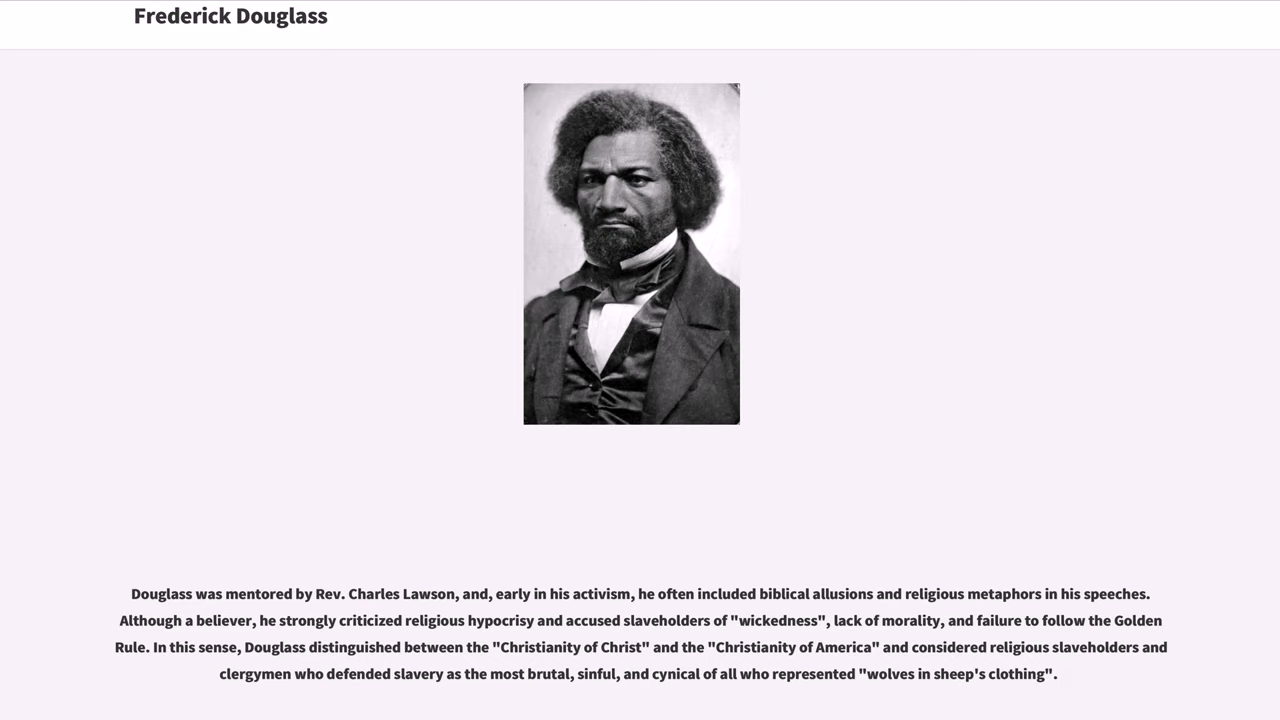 Frederick Douglass
Douglass was mentored by Rev. Charles Lawson, and, early in his activism, he often included biblical allusions and religious metaphors in his speeches.
Although a believer, he strongly criticized religious hypocrisy and accused slaveholders of "wickedness", lack of morality, and failure to follow the Golden
Rule. In this sense, Douglass distinguished between the "Christianity of Christ" and the "Christianity of America" and considered religious slaveholders and
clergymen who defended slavery as the most brutal, sinful, and cynical of all who represented "wolves in sheep's clothing".